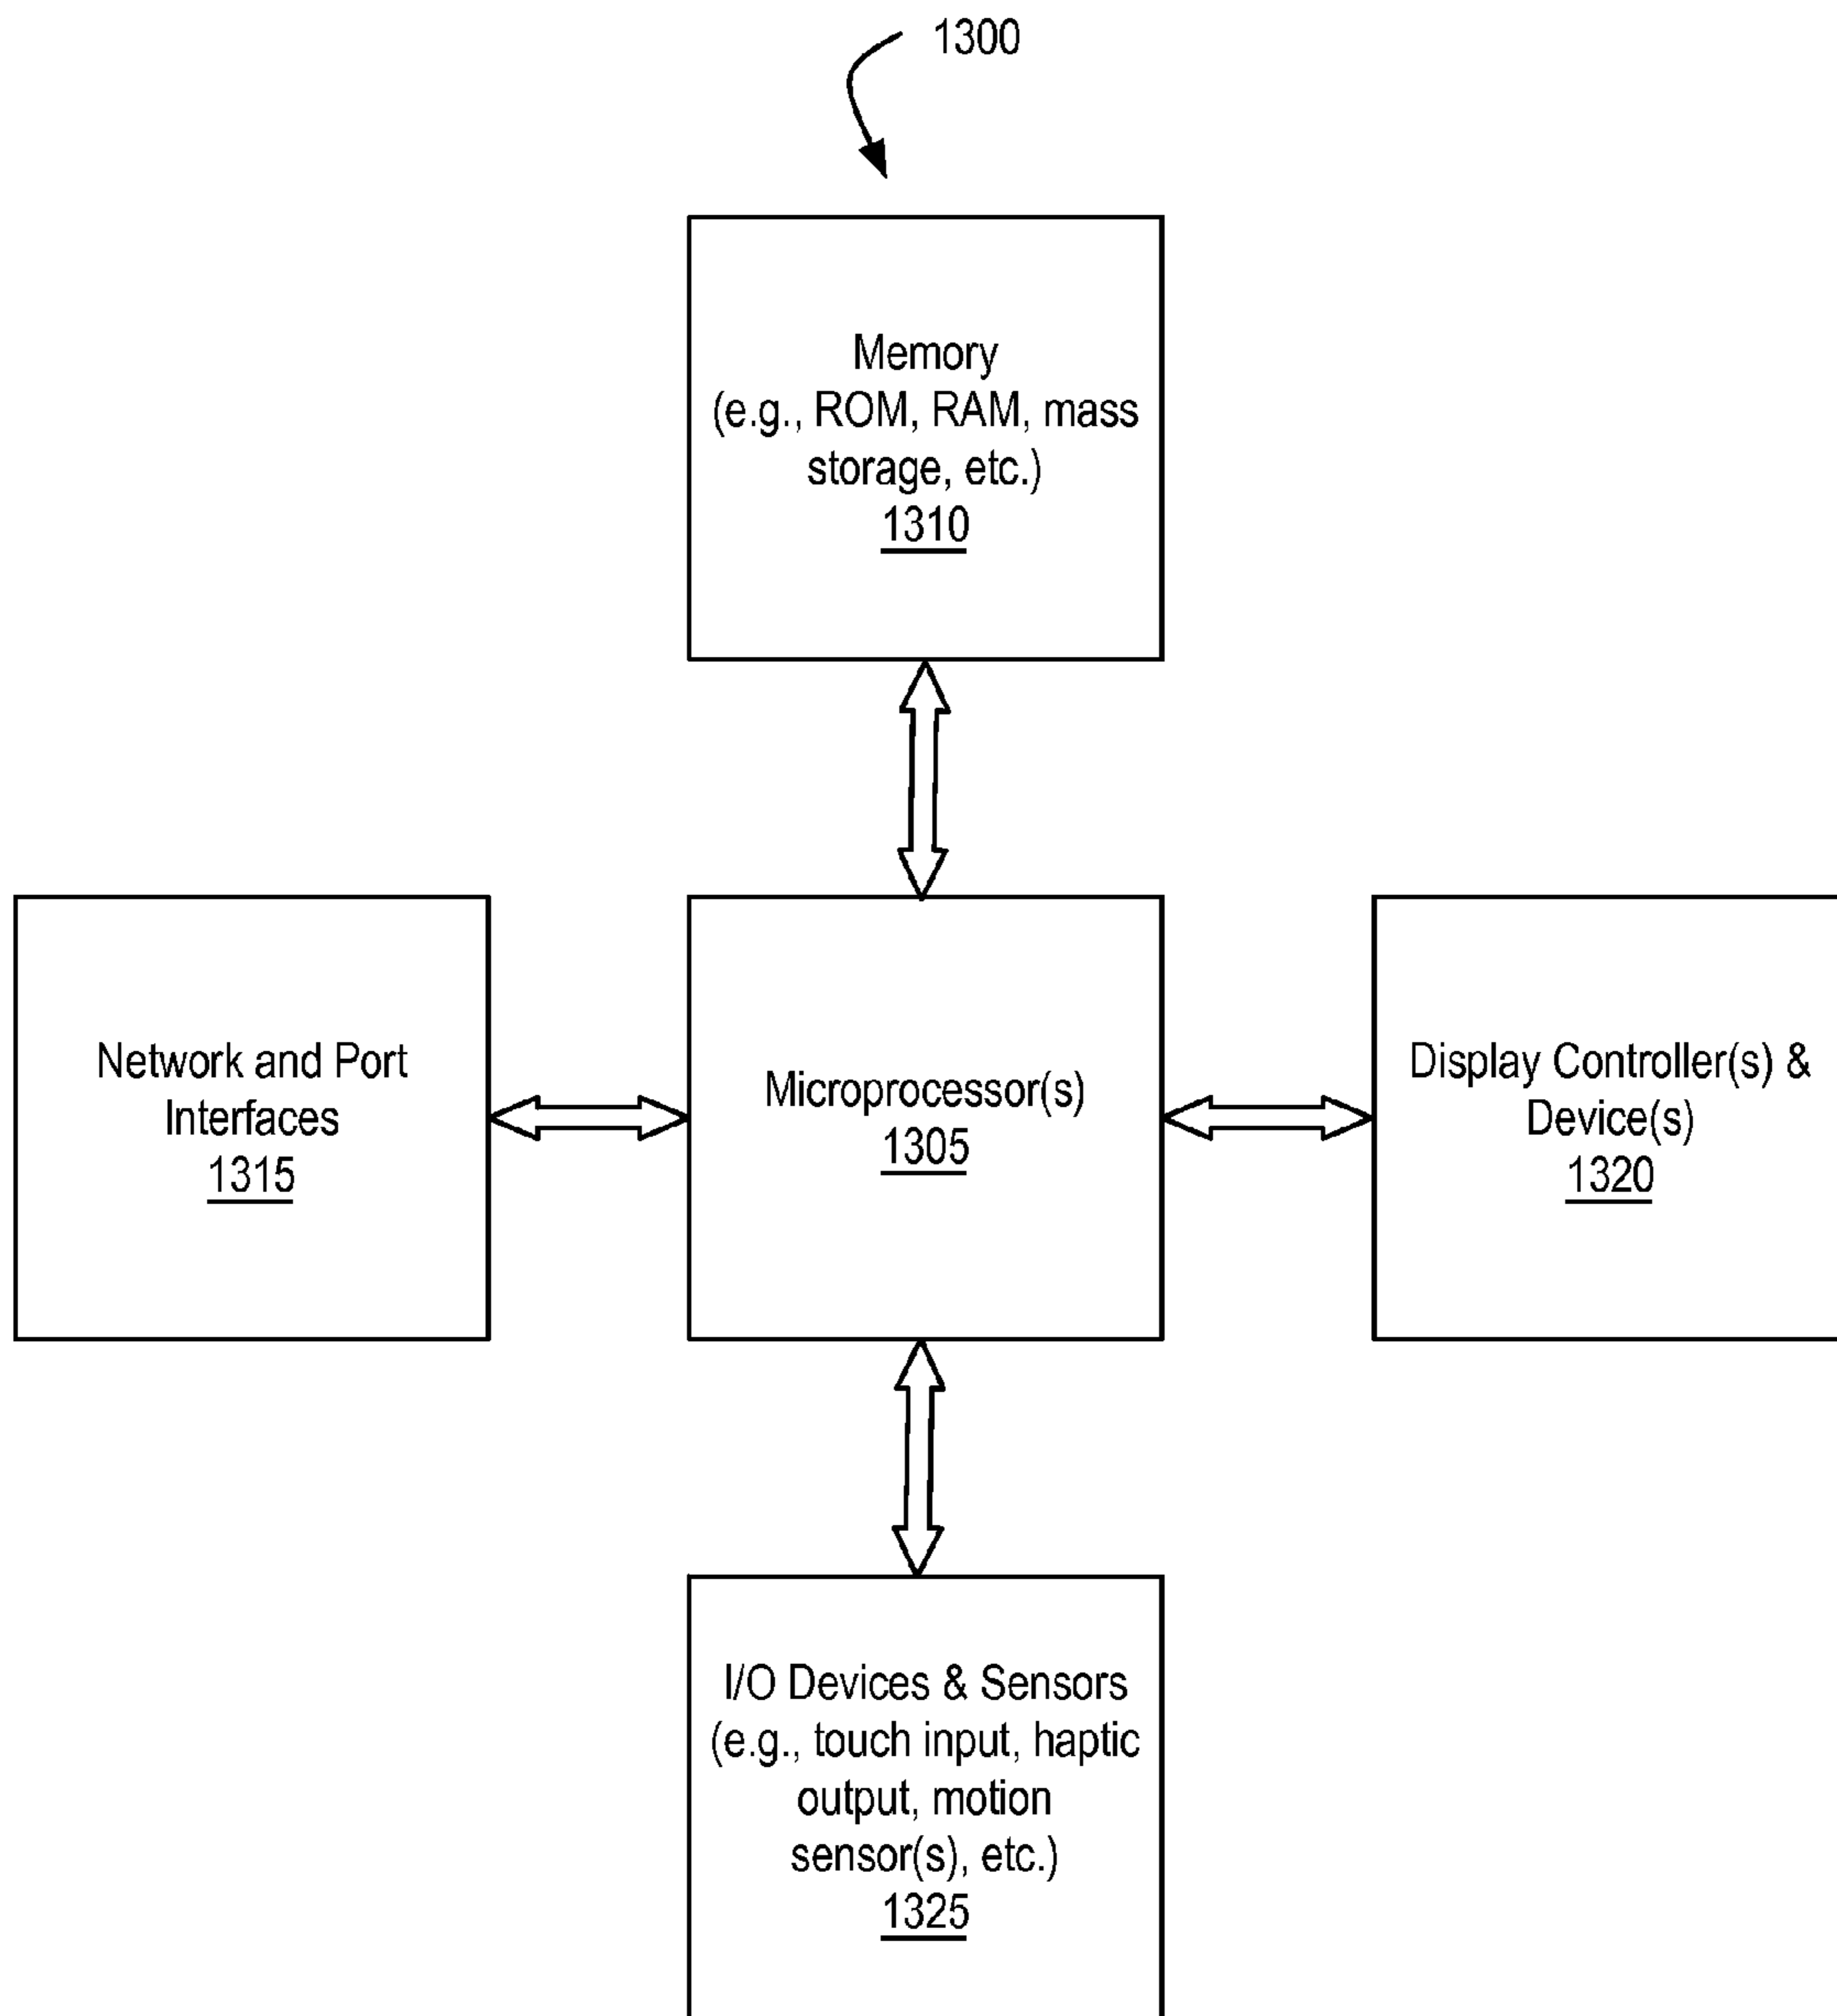 1300
Memory
(e.g., ROM, RAM, mass
storage, etc.)
1310
Network and Port
Interfaces
1315
Microprocessor(s)
1305
Display Controller(s) &
Device(s)
1320
I/O Devices & Sensors
(e.g., touch input, haptic
output, motion
sensor(s), etc.)
1325